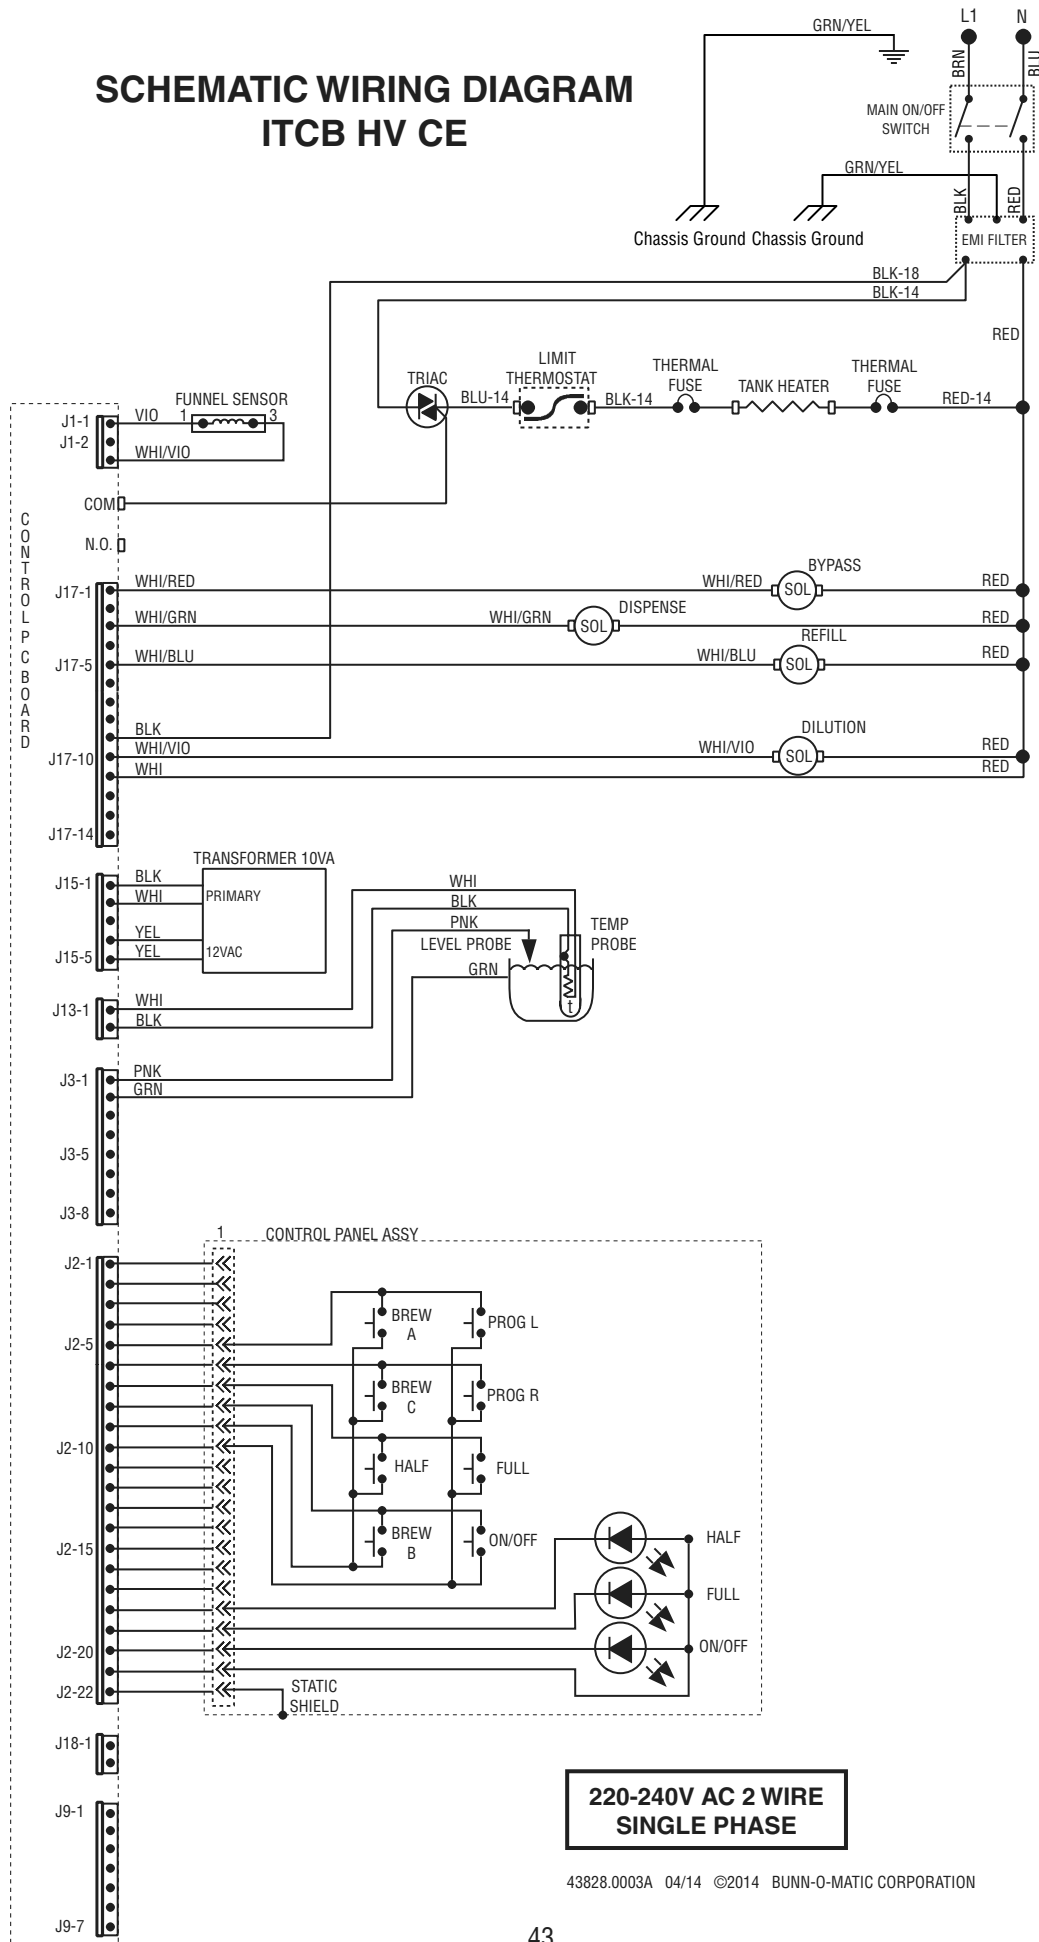 L1 N
GRN/YEL
BRN
BLU
SCHEMATIC WIRING DIAGRAM
ITCB HV CE
MAIN ON/OFF
SWITCH
GRN/YEL
BLK
RED
Chassis Ground Chassis Ground
EMI FILTER
BLK-18
BLK-14
RED
TRIAC
BLU-14
LIMIT
THERMOSTAT
BLK-14
THERMAL
FUSE
TANK HEATER
THERMAL
FUSE
RED-14
CONTROL PC BOARD
J1-1 VIO 1 FUNNEL SENSOR 3
J1-2
WHI/VIO
COM
N.O.
J17-1 WHI/RED WHI/RED SOL BYPASS RED
WHI/GRN WHI/GRN SOL DISPENSE RED
J17-5 WHI/BLU WHI/BLU SOL REFILL RED
BLK
J17-10 WHI/VIO WHI/VIO SOL DILUTION RED
WHI RED
J17-14
TRANSFORMER 10VA
J15-1 BLK
WHI PRIMARY
YEL
J15-5 YEL 12VAC
WHI
BLK
PNK
LEVEL PROBE
GRN
TEMP
PROBE
t
J13-1 WHI
BLK
J3-1 PNK
GRN
J3-5
J3-8
1 CONTROL PANEL ASSY
J2-1
J2-5
J2-10
J2-15
J2-20
J2-22
BREW
A
PROG L
BREW
C
PROG R
HALF
FULL
BREW
B
ON/OFF
HALF
FULL
ON/OFF
STATIC
SHIELD
J18-1
J9-1
J9-7
220-240V AC 2 WIRE
SINGLE PHASE
43828.0003A 04/14 ©2014 BUNN-O-MATIC CORPORATION
43